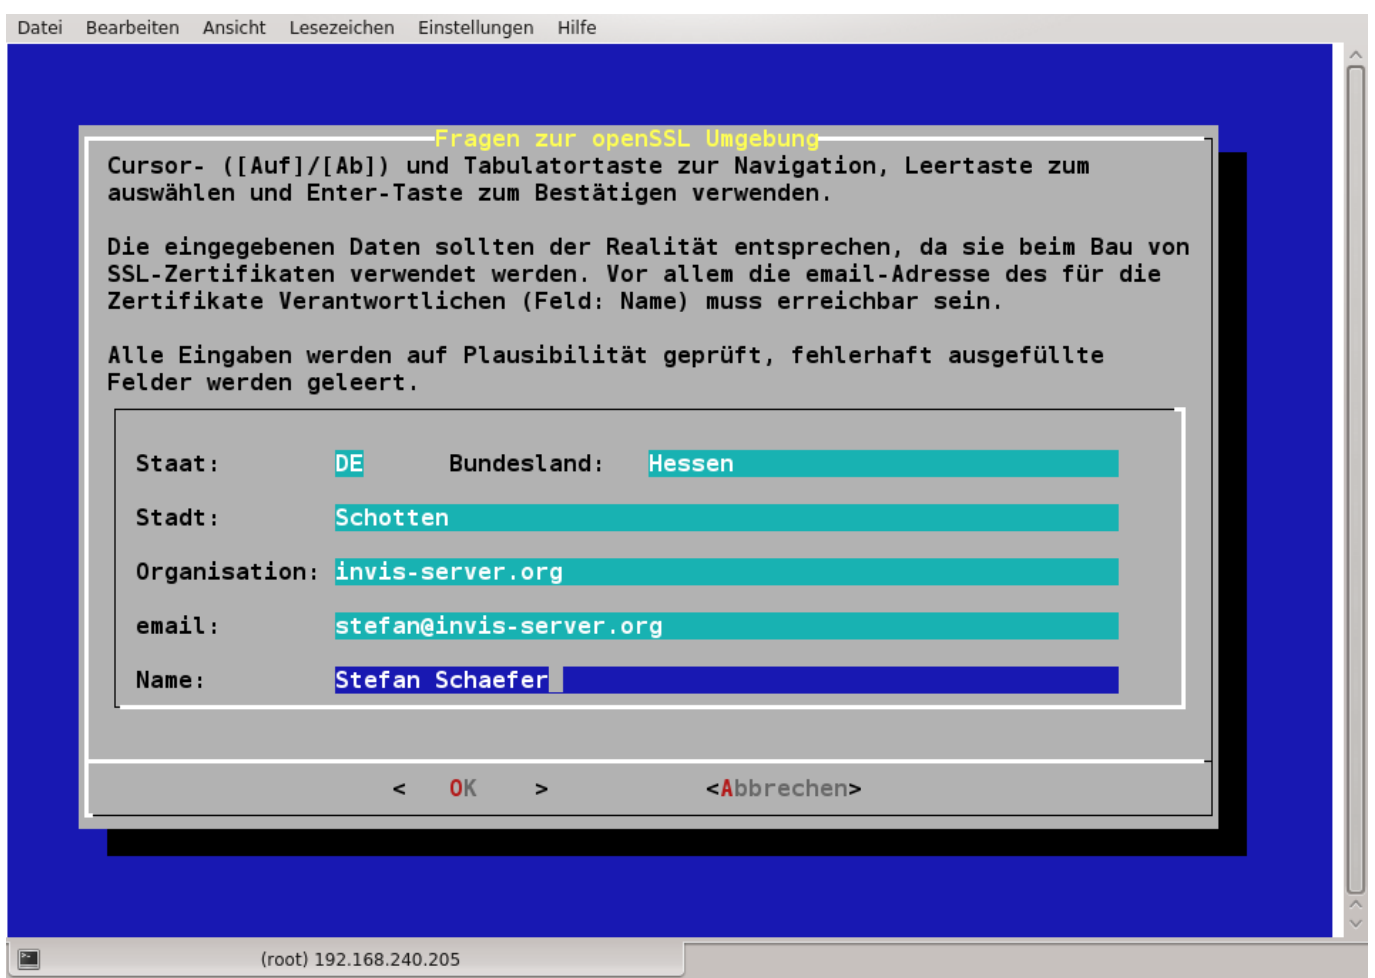 Datei Bearbeiten Ansicht Lesezeichen Einstellungen Hilfe
Fragen zur openSSL Umgebung
Cursor- ([Auf]/[Ab]) und Tabulatortaste zur Navigation, Leertaste zum
auswählen und Enter-Taste zum Bestätigen verwenden.
Die eingegebenen Daten sollten der Realität entsprechen, da sie beim Bau von
SSL-Zertifikaten verwendet werden. Vor allem die email-Adresse des für die
Zertifikate Verantwortlichen (Feld: Name) muss erreichbar sein.
Alle Eingaben werden auf Plausibilität geprüft, fehlerhaft ausgefüllte
Felder werden geleert.
Staat: DE Bundesland: Hessen
Stadt: Schotten
Organisation: invis-server.org
email: stefan@invis-server.org
Name: Stefan Schaefer
< OK > <Abbrechen>
(root) 192.168.240.205